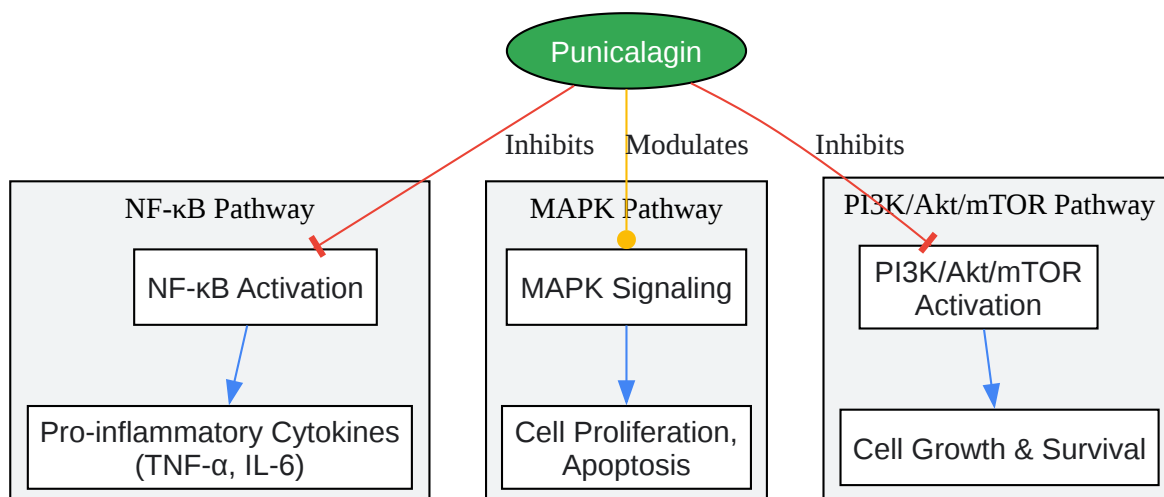 Punicalagin
Inhibits
Modulates
Inhibits
NF-κB Pathway
MAPK Pathway
PI3K/Akt/mTOR Pathway
NF-κB Activation
MAPK Signaling
PI3K/Akt/mTOR
Activation
Pro-inflammatory Cytokines
(TNF-α, IL-6)
Cell Proliferation,
Apoptosis
Cell Growth & Survival